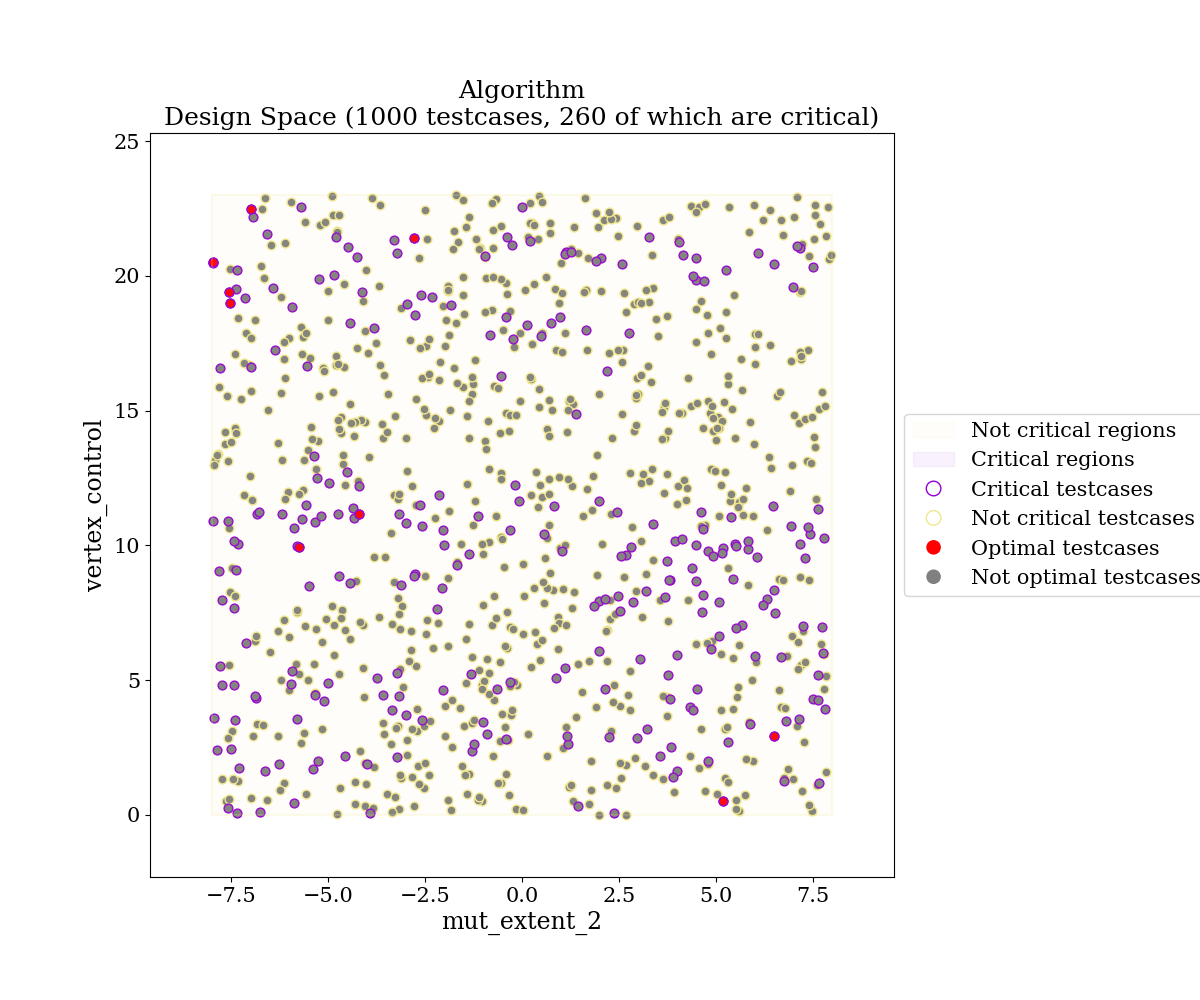 Algorithm
Design Space (1000 testcases, 260 of which are critical)
25
20
15
10
5
0
vertex_control
−7.5
−5.0
−2.5
0.0
2.5
5.0
7.5
mut_extent_2
Not critical regions
Critical regions
Critical testcases
Not critical testcases
Optimal testcases
Not optimal testcases